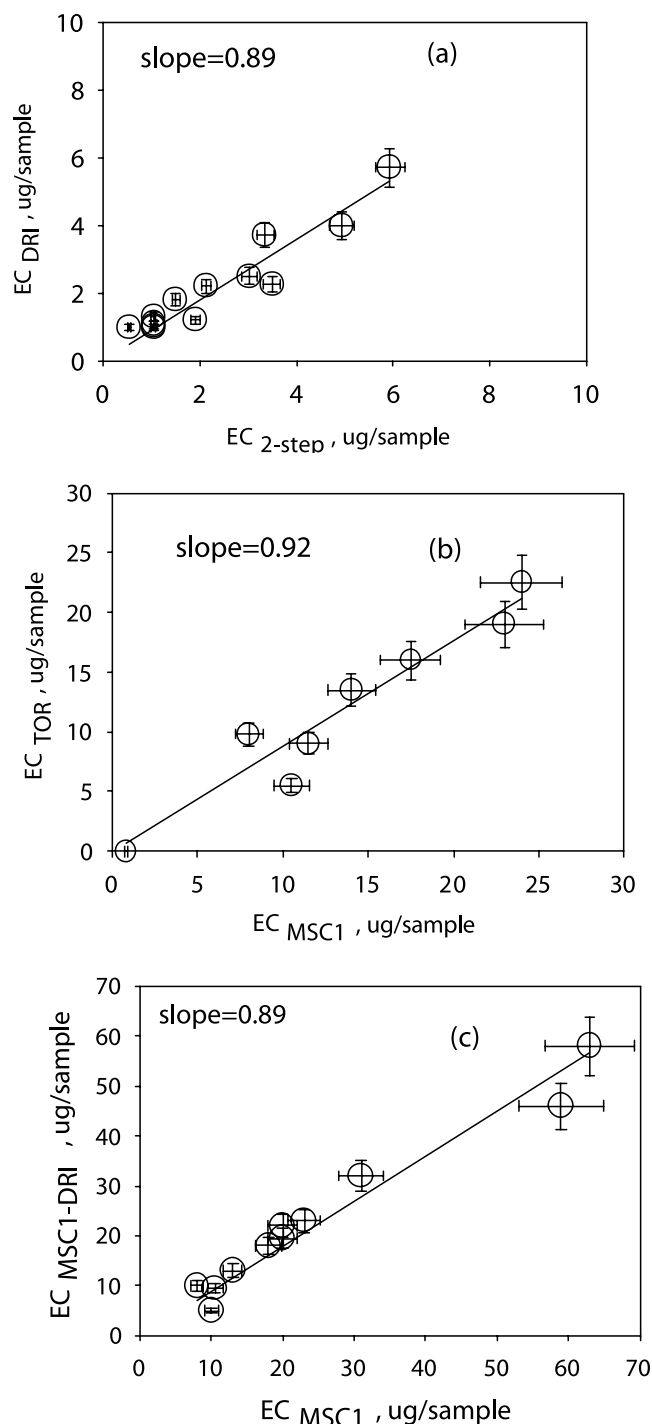 10
slope=0.89
(a)
8
6
4
2
0
EC DRI , ug/sample
0 2 4 6 8 10
EC 2-step , ug/sample
30
slope=0.92
(b)
25
20
15
10
5
0
EC TOR , ug/sample
0 5 10 15 20 25 30
EC MSC1 , ug/sample
70
slope=0.89
(c)
60
50
40
30
20
10
0
EC MSC1-DRI , ug/sample
0 10 20 30 40 50 60 70
EC MSC1 , ug/sample